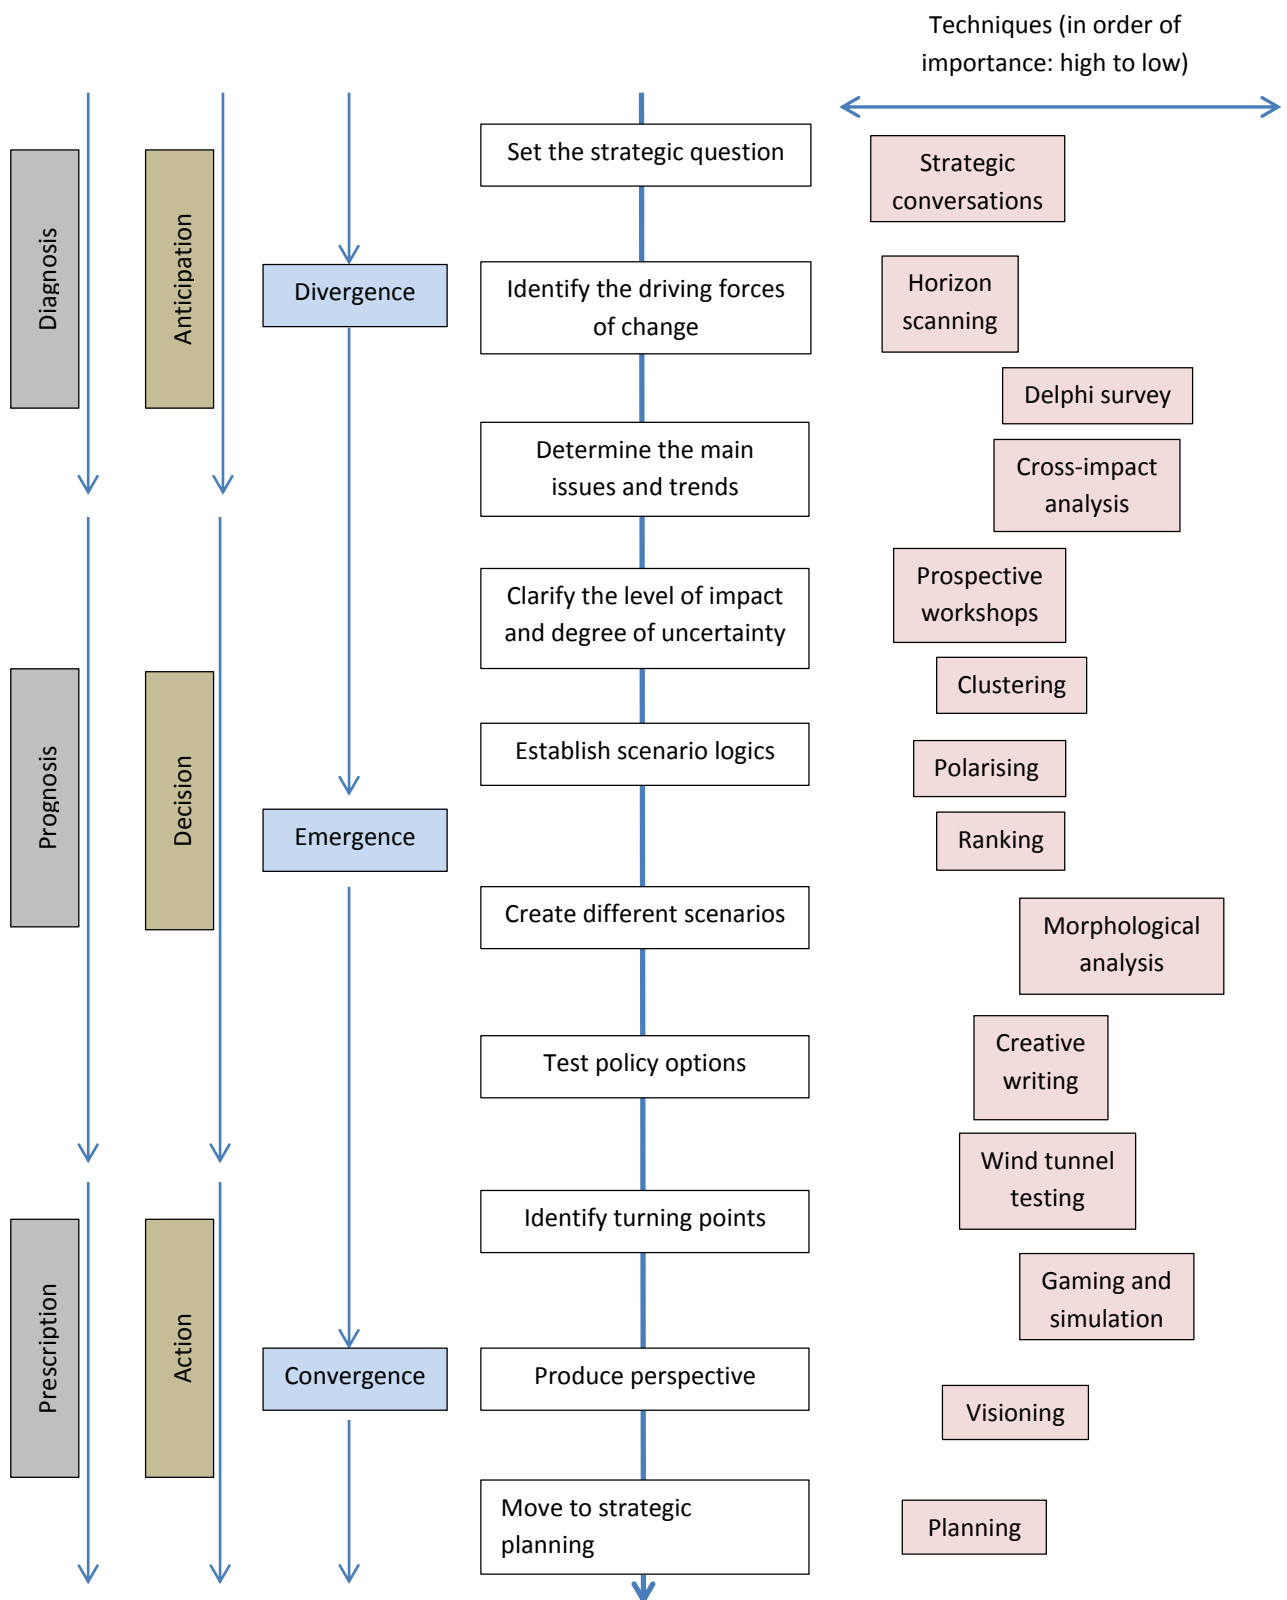 Techniques (in order of
importance: high to low)
Set the strategic question
Strategic
conversations
Diagnosis
Anticipation
Divergence
Identify the driving forces
of change
Horizon
scanning
Delphi survey
Determine the main
issues and trends
Cross-impact
analysis
Clarify the level of impact
and degree of uncertainty
Prospective
workshops
Clustering
Prognosis
Decision
Establish scenario logics
Polarising
Emergence
Ranking
Create different scenarios
Morphological
analysis
Test policy options
Creative
writing
Wind tunnel
testing
Identify turning points
Gaming and
simulation
Prescription
Action
Convergence
Produce perspective
Visioning
Move to strategic
planning
Planning